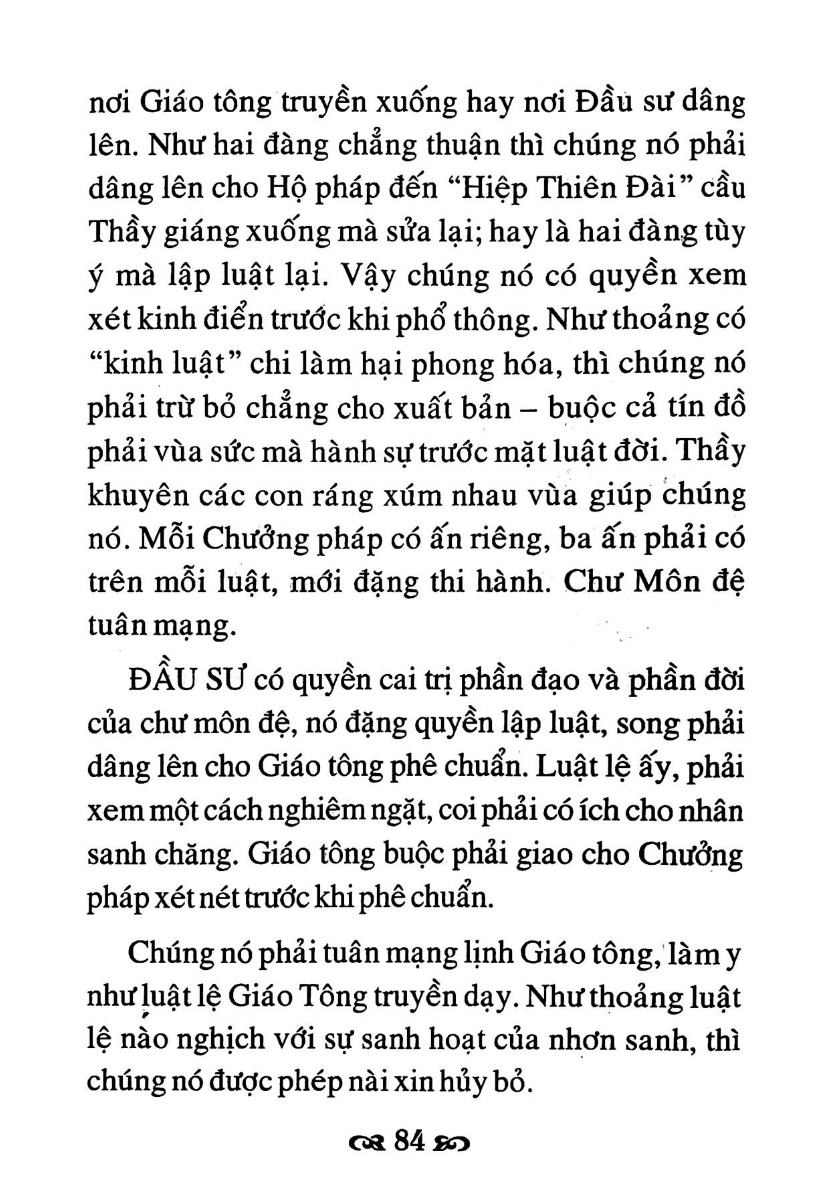 nơi Giáo tông truyền xuống hay nơi Đầu sư dâng
lên. Như hai đàng chẳng thuận thì chúng nó phải
dâng lên cho Hộ pháp đến “Hiệp Thiên Đài” cầu
Thầy giáng xuống mà sửa lại; hay là hai đàng tùy
ý mà lập luật lại. Vậy chúng nó có quyền xem
xét kinh điển trước khi phổ thông. Như thoảng có
“kinh luật” chi làm hại phong hóa, thì chúng nó
phải trừ bỏ chẳng cho xuất bản – buộc cả tín đồ
phải vùa sức mà hành sự trước mặt luật đời. Thầy
khuyên các con ráng xúm nhau vùa giúp chúng
nó. Mỗi Chưởng pháp có ấn riêng, ba ấn phải có
trên mỗi luật, mới đặng thi hành. Chư Môn đệ
tuân mạng.
ĐẦU SƯ có quyền cai trị phần đạo và phần đời
của chư môn đệ, nó đặng quyền lập luật, song phải
dâng lên cho Giáo tông phê chuẩn. Luật lệ ấy, phải
xem một cách nghiêm ngặt, coi phải có ích cho nhân
sanh chăng. Giáo tông buộc phải giao cho Chưởng
pháp xét nét trước khi phê chuẩn.
Chúng nó phải tuân mạng lịnh Giáo tông, làm y
như luật lệ Giáo Tông truyền dạy. Như thoảng luật
lệ nào nghịch với sự sanh hoạt của nhơn sanh, thì
chúng nó được phép nài xin hủy bỏ.
84